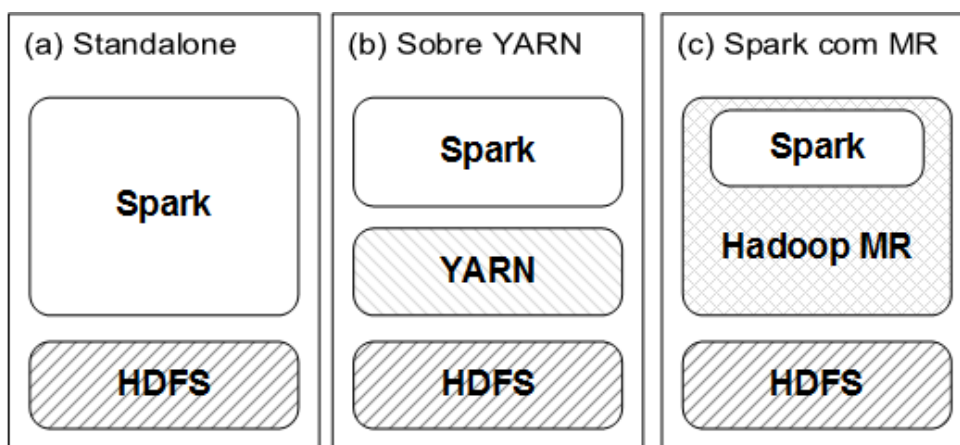 (a) Standalone
Spark
HDFS
(b) Sobre YARN
Spark
YARN
HDFS
(c) Spark com MR
Spark
Hadoop MR
HDFS